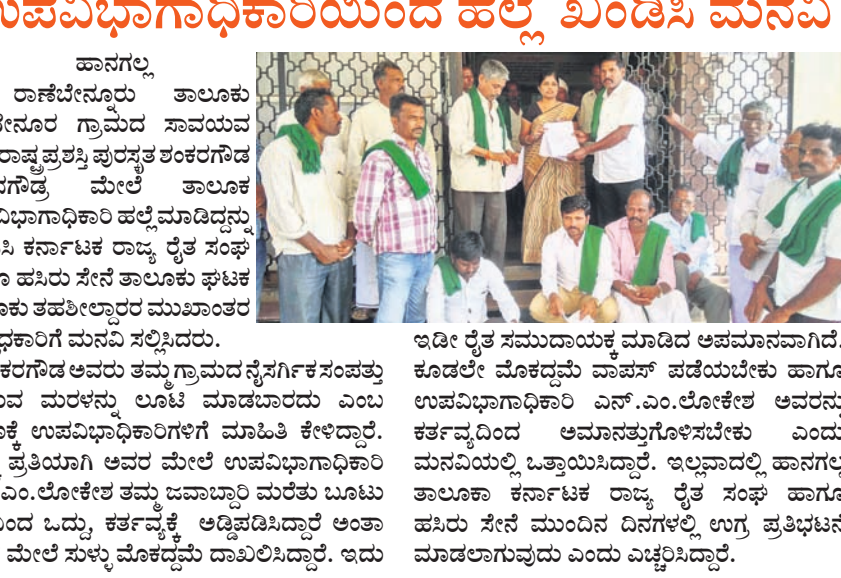 ಉಪವಿಭಾಗಾಧಿಕಾರಿಯಿಂದ ಹಲ್ಲೆ ಖಂಡಿಸಿ ಮನವಿ
ಹಾನಗಲ್ಲ
ರಾಣೆಬೇನ್ನೂರು ತಾಲೂಕು
ಗ್ರಾಮದ ಸಾವಯವ
ರಾಷ್ಟ್ರಪ್ರಶಸ್ತಿ ಪುರಸ್ಕೃತ ಶಂಕರಗೌಡ
ಮೇಲೆ ತಾಲೂಕ
ವಿಭಾಗಾಧಿಕಾರಿ ಹಲ್ಲೆ ಮಾಡಿದ್ದನ್ನು
ಸಿ ಕರ್ನಾಟಕ ರಾಜ್ಯ ರೈತ ಸಂಘ
ಹಸಿರು ಸೇನೆ ತಾಲೂಕು ಘಟಕ
ಕು ತಹಶೀಲ್ದಾರರ ಮುಖಾಂತರ
ಧಿಕಾರಿಗೆ ಮನವಿ ಸಲ್ಲಿಸಿದರು.
ಕರಗೌಡ ಅವರು ತಮ್ಮ ಗ್ರಾಮದ ನೈಸರ್ಗಿಕ ಸಂಪತ್ತು
ವ ಮರಳನ್ನು ಲೂಟಿ ಮಾಡಬಾರದು ಎಂಬ
ಕ್ಕೆ ಉಪವಿಭಾಧಿಕಾರಿಗಳಿಗೆ ಮಾಹಿತಿ ಕೇಳಿದ್ದಾರೆ.
ಪ್ರತಿಯಾಗಿ ಅವರ ಮೇಲೆ ಉಪವಿಭಾಗಾಧಿಕಾರಿ
.ಎಂ.ಲೋಕೇಶ ತಮ್ಮ ಜವಾಬ್ದಾರಿ ಮರೆತು ಬೂಟು
ಿಂದ ಒದ್ದು, ಕರ್ತವ್ಯಕ್ಕೆ ಅಡ್ಡಿಪಡಿಸಿದ್ದಾರೆ ಅಂತಾ
ಮೇಲೆ ಸುಳ್ಳು ಮೊಕದ್ದಮೆ ದಾಖಲಿಸಿದ್ದಾರೆ. ಇದು
ಇಡೀ ರೈತ ಸಮುದಾಯಕ್ಕ ಮಾಡಿದ ಅಪಮಾನವಾಗಿದೆ.
ಕೂಡಲೇ ಮೊಕದ್ದಮೆ ವಾಪಸ್ ಪಡೆಯಬೇಕು ಹಾಗೂ
ಉಪವಿಭಾಗಾಧಿಕಾರಿ ಎನ್.ಎಂ.ಲೋಕೇಶ ಅವರನ್ನು
ಕರ್ತವ್ಯದಿಂದ ಅಮಾನತ್ತುಗೊಳಿಸಬೇಕು ಎಂದು
ಮನವಿಯಲ್ಲಿ ಒತ್ತಾಯಿಸಿದ್ದಾರೆ. ಇಲ್ಲವಾದಲ್ಲಿ ಹಾನಗಲ್ಲ
ತಾಲೂಕಾ ಕರ್ನಾಟಕ ರಾಜ್ಯ ರೈತ ಸಂಘ ಹಾಗೂ
ಹಸಿರು ಸೇನೆ ಮುಂದಿನ ದಿನಗಳಲ್ಲಿ ಉಗ್ರ ಪ್ರತಿಭಟನೆ
ಮಾಡಲಾಗುವುದು ಎಂದು ಎಚ್ಚರಿಸಿದ್ದಾರೆ.